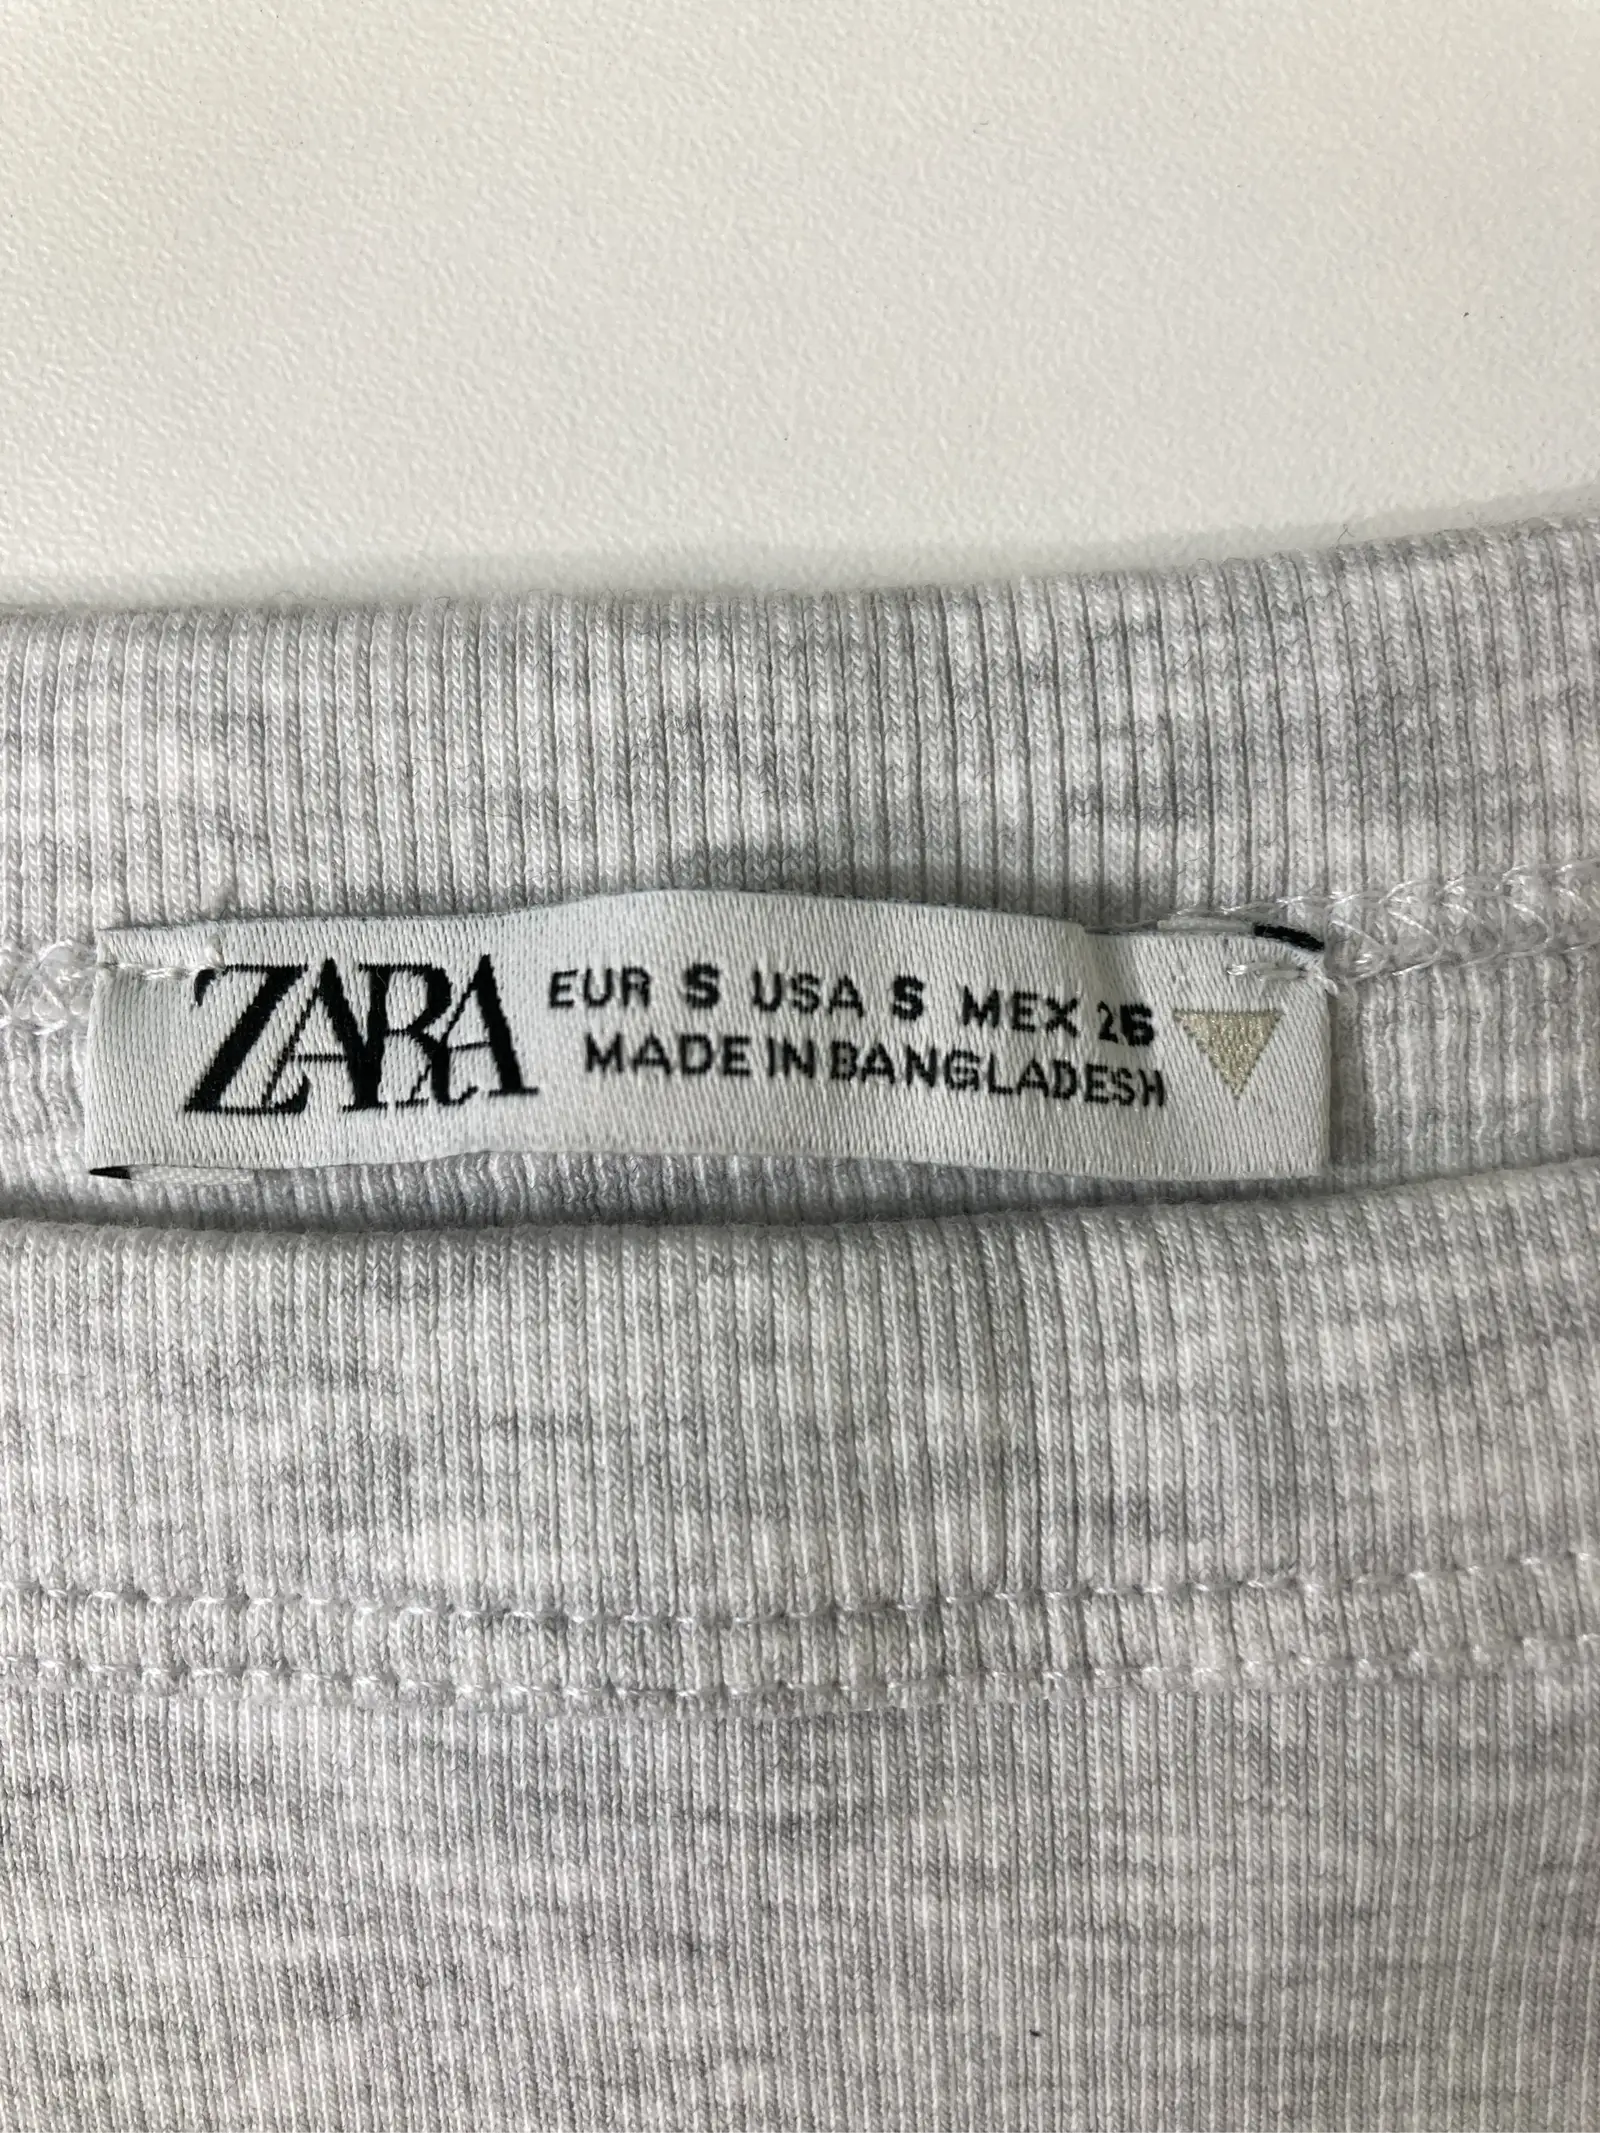 ZARA
EUR S USA S MEX 26
MADE IN BANGLADESH